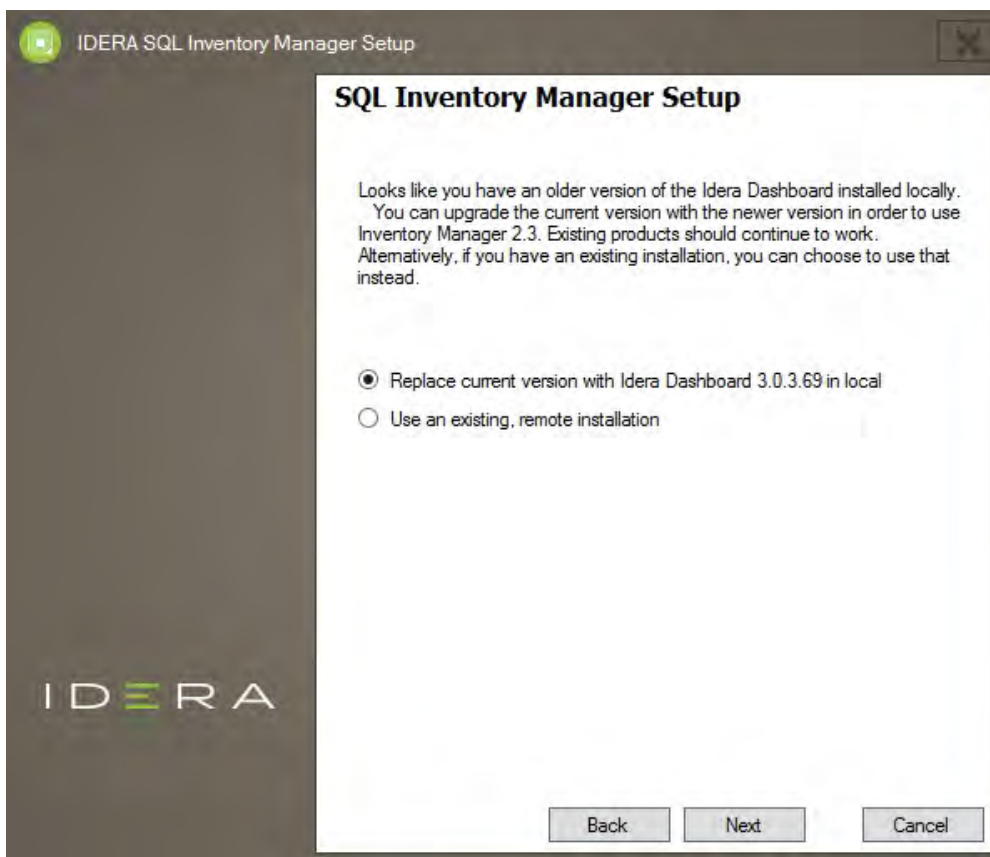 IDERA SQL Inventory Manager Setup
SQL Inventory Manager Setup
Looks like you have an older version of the Idera Dashboard installed locally.
You can upgrade the current version with the newer version in order to use
Inventory Manager 2.3. Existing products should continue to work.
Alternatively, if you have an existing installation, you can choose to use that
instead.
Replace current version with Idera Dashboard 3.0.3.69 in local
Use an existing, remote installation
IDERA
Back Next Cancel